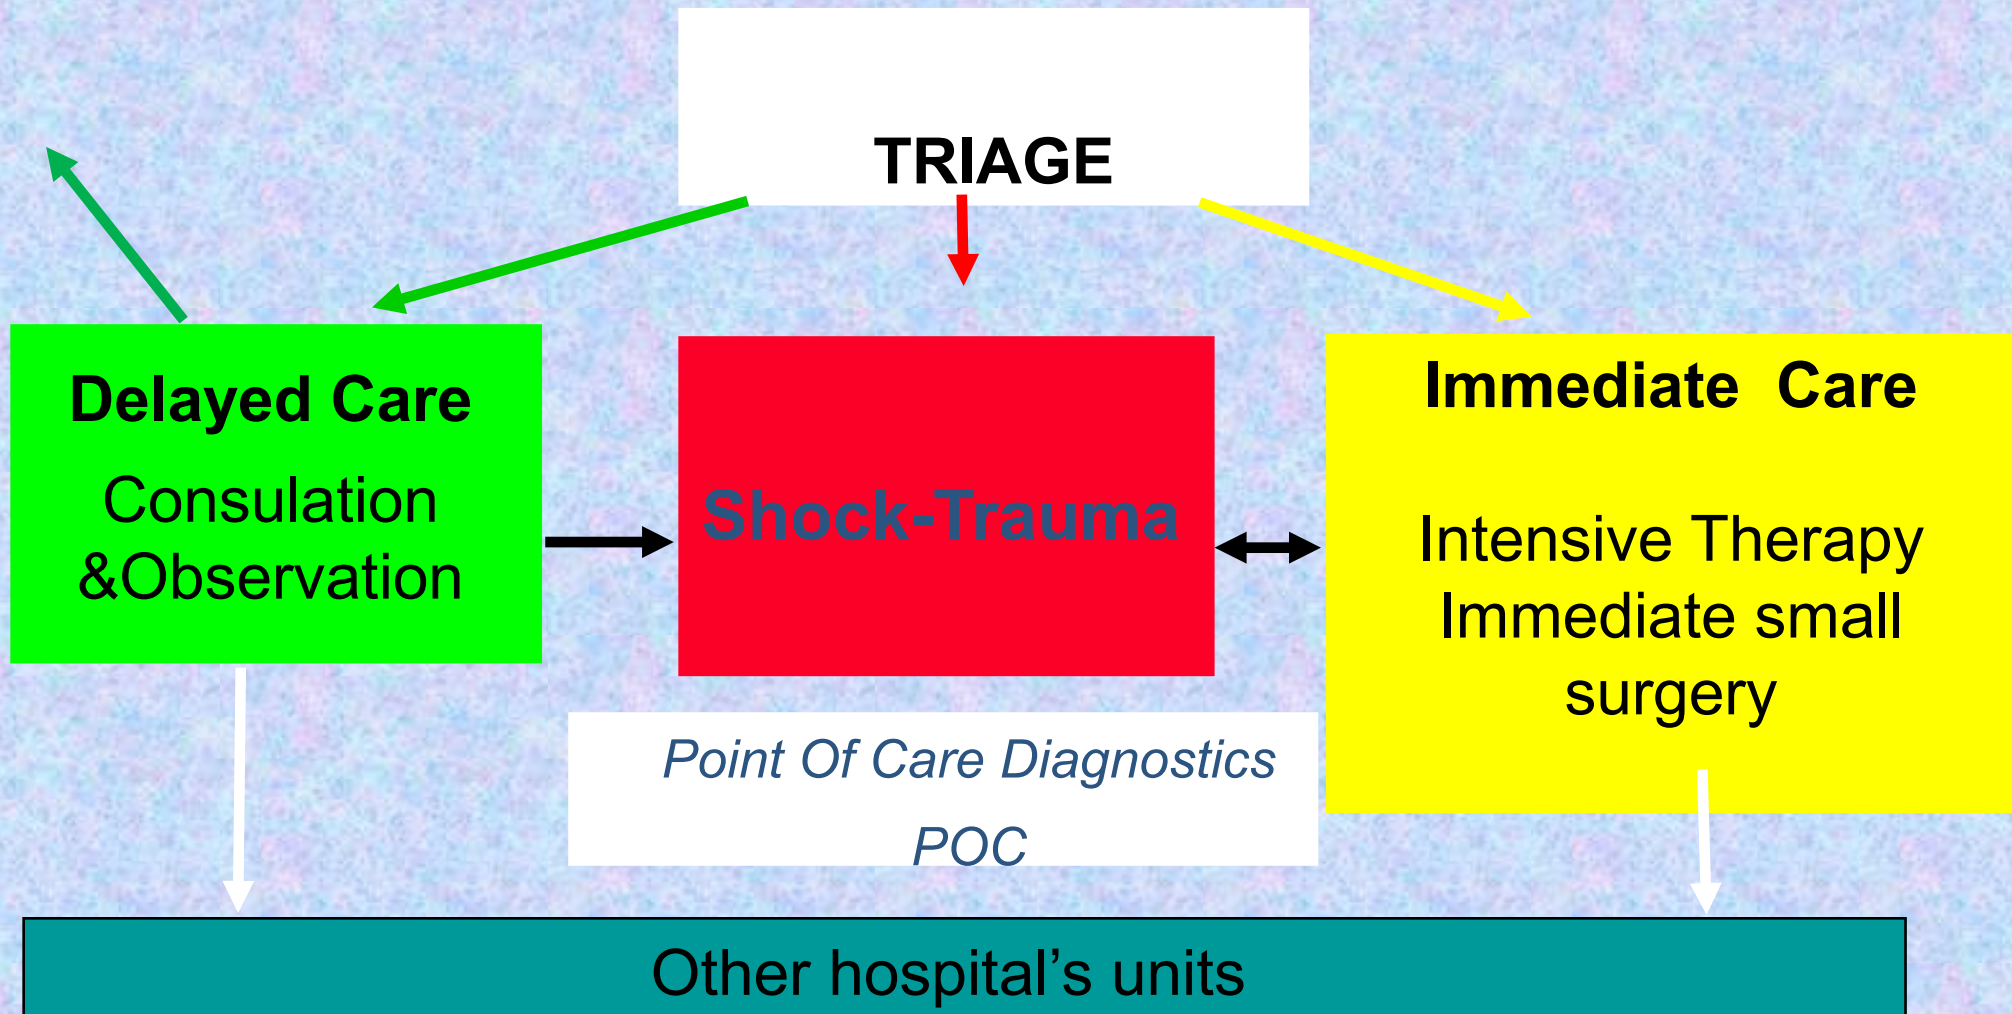 TRIAGE
Delayed Care
Consulation
&Observation
Shock-Trauma
Immediate  Care
Intensive Therapy
Immediate small
surgery
Point Of Care Diagnostics
POC
Other hospital’s units